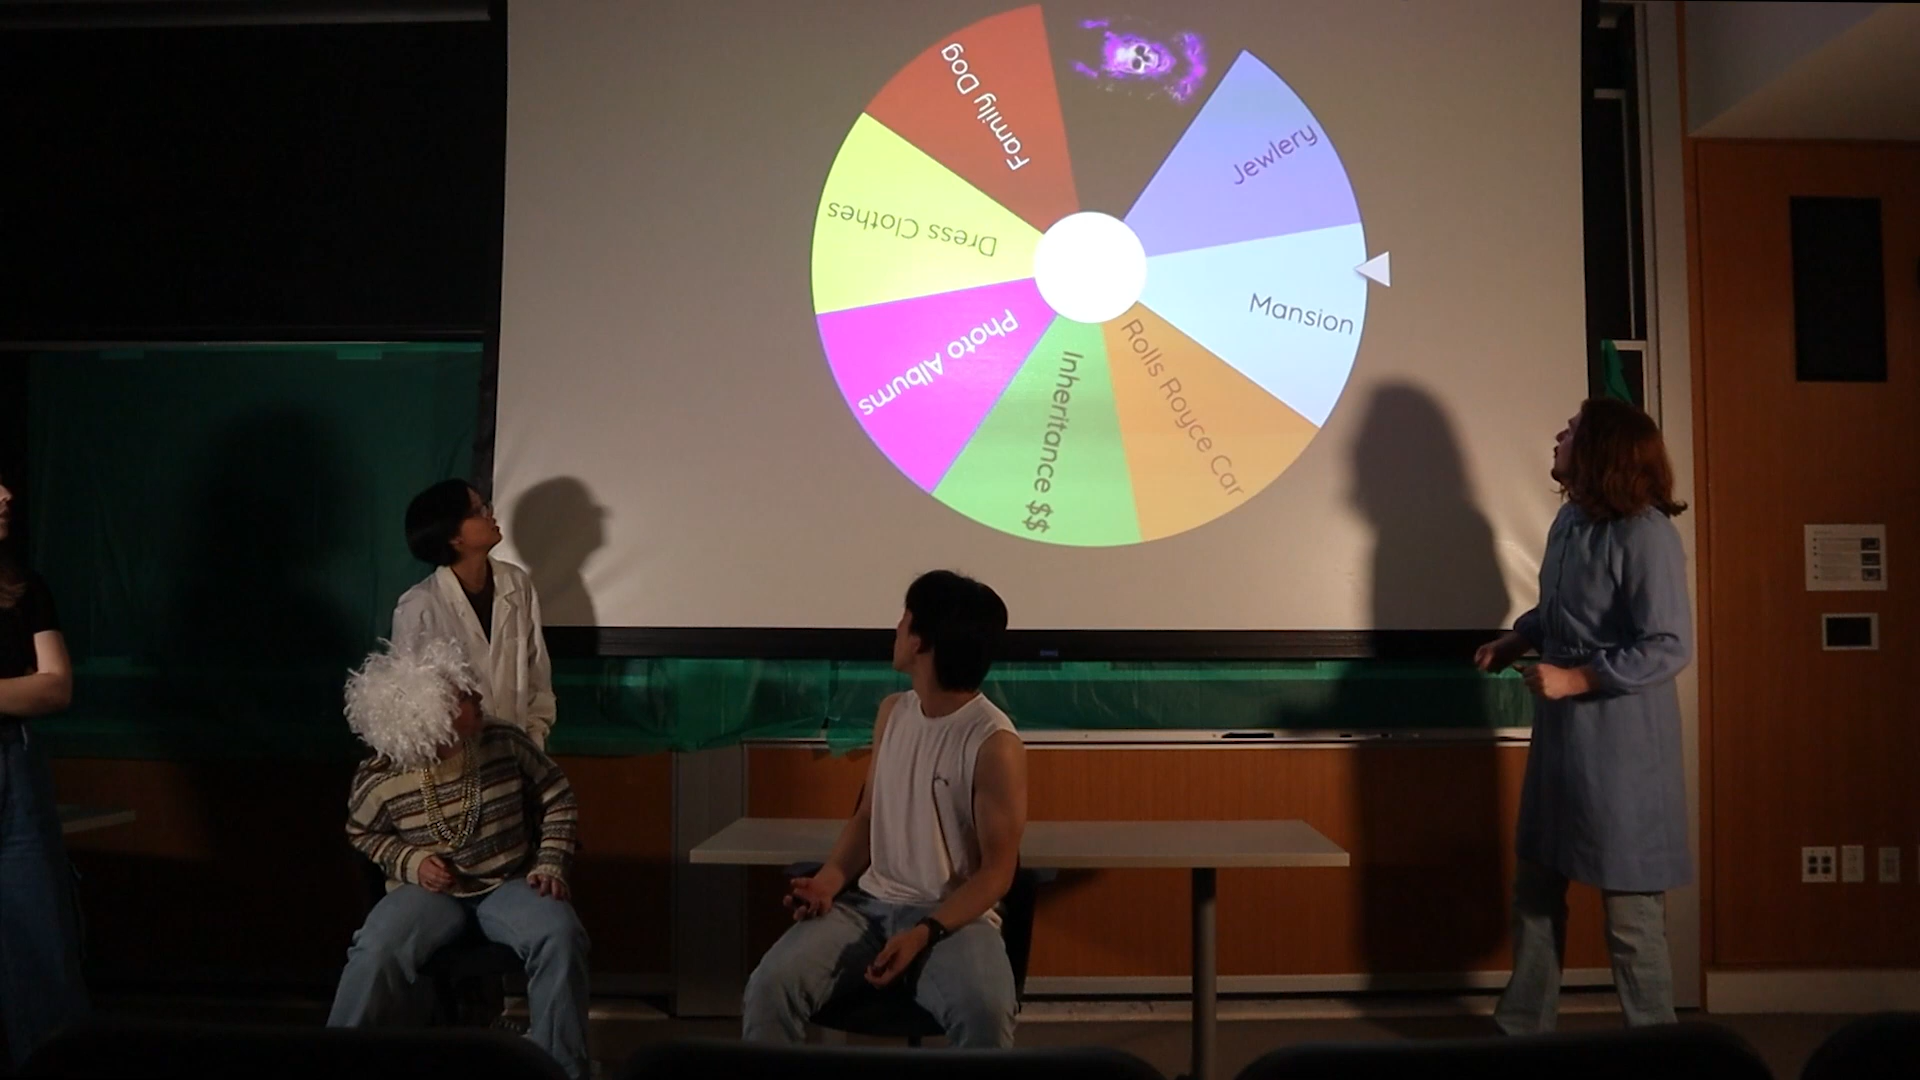 Jewlery
Mansion
Rolls Royce Car
Inheritance $$
Photo Albums
Dress Clothes
Family Dog